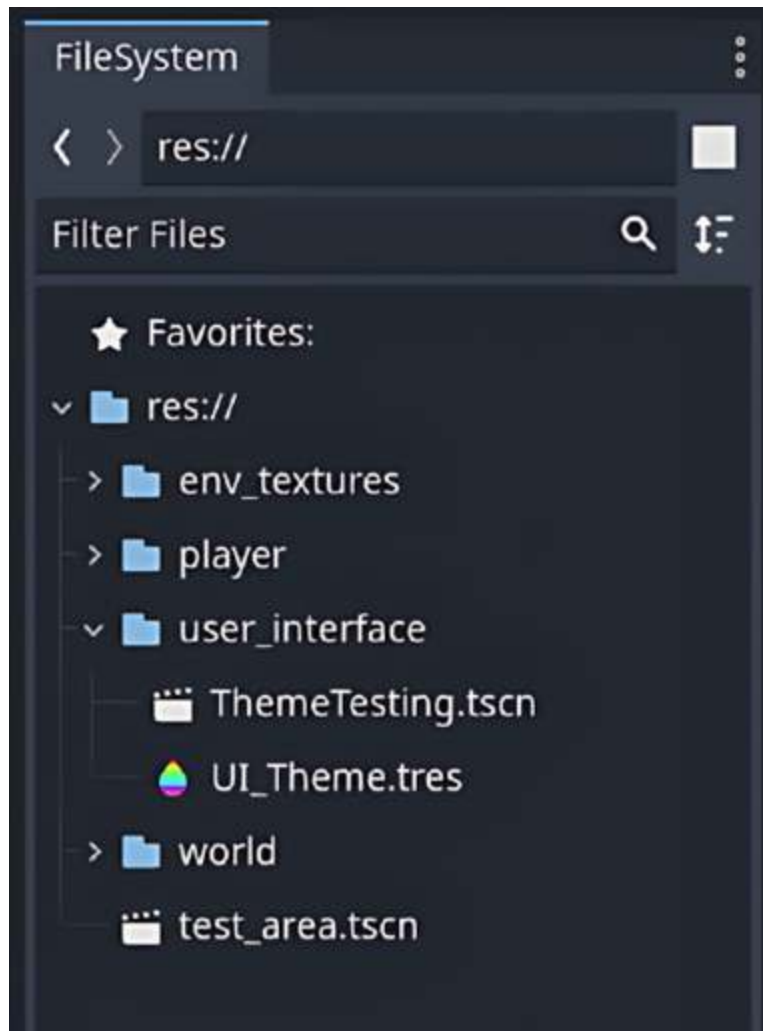 FileSystem
res://
Filter Files
Favorites:
res://
env_textures
player
user_interface
ThemeTesting.tscn
UI_Theme.tres
world
test_area.tscn